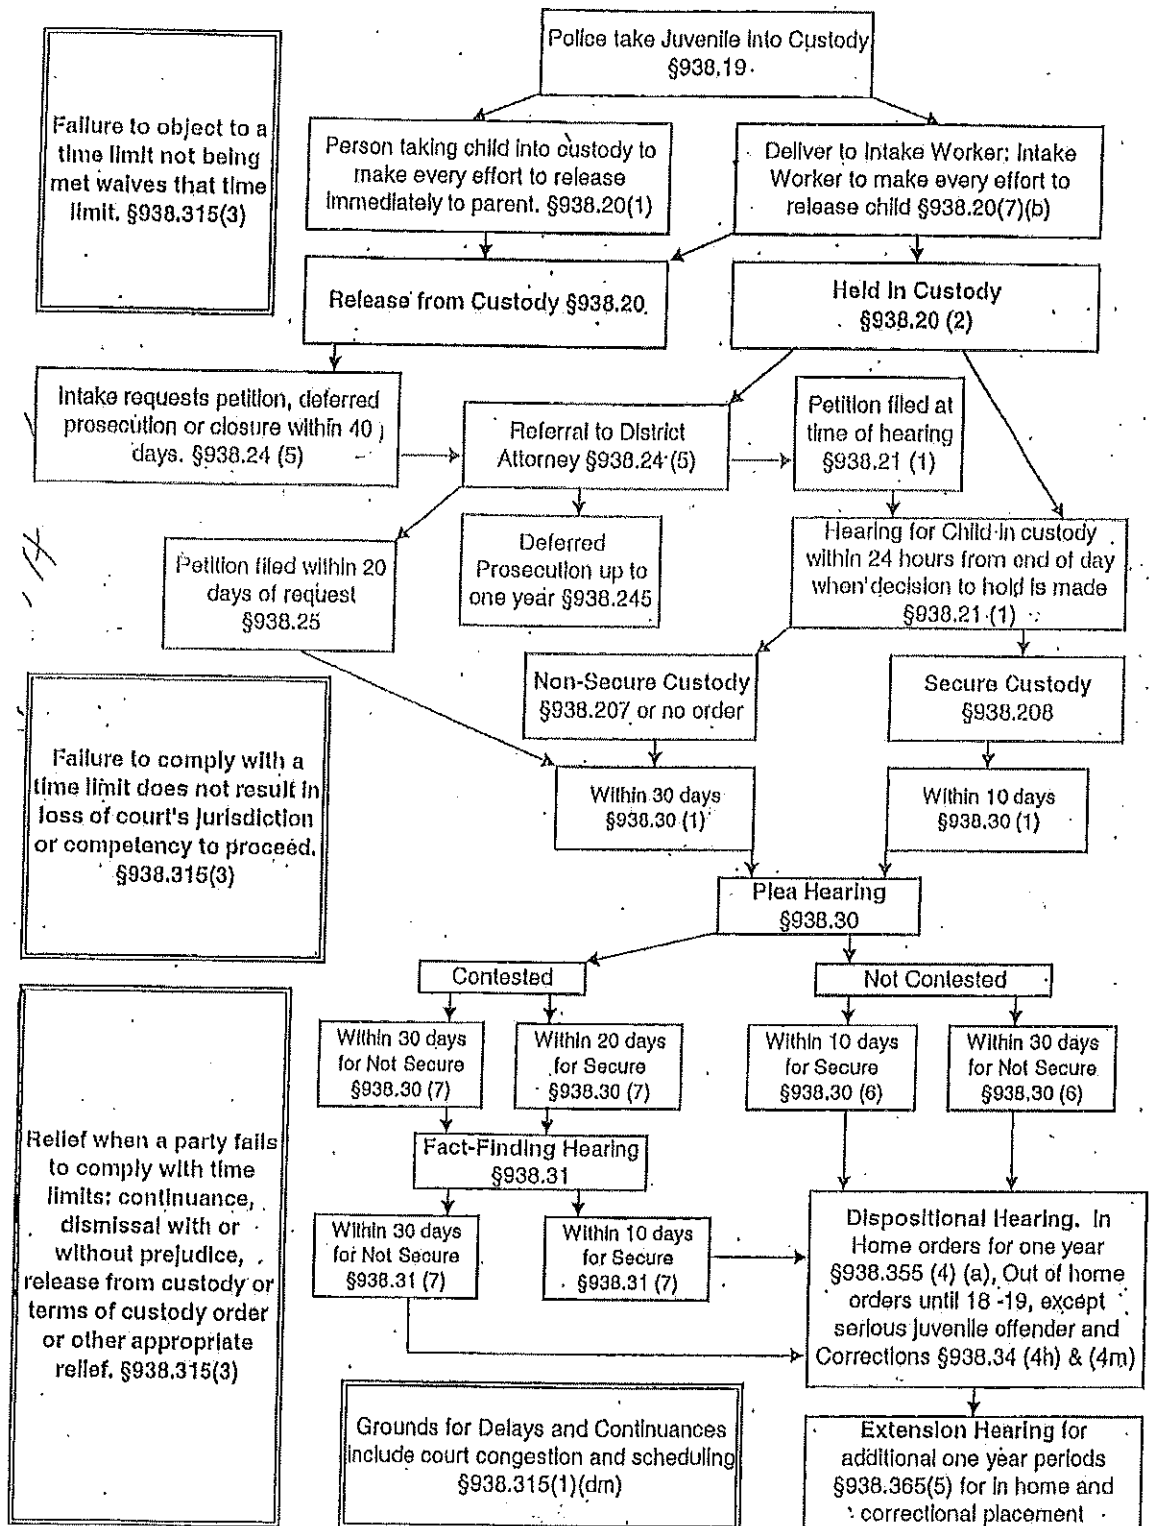 Police take Juvenile into Custody
§938.19
Failure to object to a
time limit not being
met waives that time
limit. §938.315(3)
Person taking child into custody to
make every effort to release
immediately to parent. §938.20(1)
Deliver to Intake Worker: Intake
Worker to make every effort to
release child §938.20(7)(b)
Release from Custody §938.20
Held in Custody
§938.20 (2)
Intake requests petition, deferred
prosecution or closure within 40
days. §938.24 (5)
Referral to District
Attorney §938.24 (5)
Petition filed at
time of hearing
§938.21 (1)
Petition filed within 20
days of request
§938.25
Deferred
Prosecution up to
one year §938.245
Hearing for Child in custody
within 24 hours from end of day
when decision to hold is made
§938.21 (1)
Non-Secure Custody
§938.207 or no order
Secure Custody
§938.208
Failure to comply with a
time limit does not result in
loss of court's jurisdiction
or competency to proceed.
§938.315(3)
Within 30 days
§938.30 (1)
Within 10 days
§938.30 (1)
Plea Hearing
§938.30
Contested
Not Contested
Within 30 days
for Not Secure
§938.30 (7)
Within 20 days
for Secure
§938.30 (7)
Within 10 days
for Secure
§938.30 (6)
Within 30 days
for Not Secure
§938.30 (6)
Relief when a party fails
to comply with time
limits: continuance,
dismissal with or
without prejudice,
release from custody or
terms of custody order
or other appropriate
relief. §938.315(3)
Fact-Finding Hearing
§938.31
Within 30 days
for Not Secure
§938.31 (7)
Within 10 days
for Secure
§938.31 (7)
Dispositional Hearing. In
Home orders for one year
§938.355 (4) (a), Out of home
orders until 18 -19, except
serious juvenile offender and
Corrections §938.34 (4h) & (4m)
Grounds for Delays and Continuances
include court congestion and scheduling
§938.315(1)(dm)
Extension Hearing for
additional one year periods
§938.365(5) for in home and
correctional placement